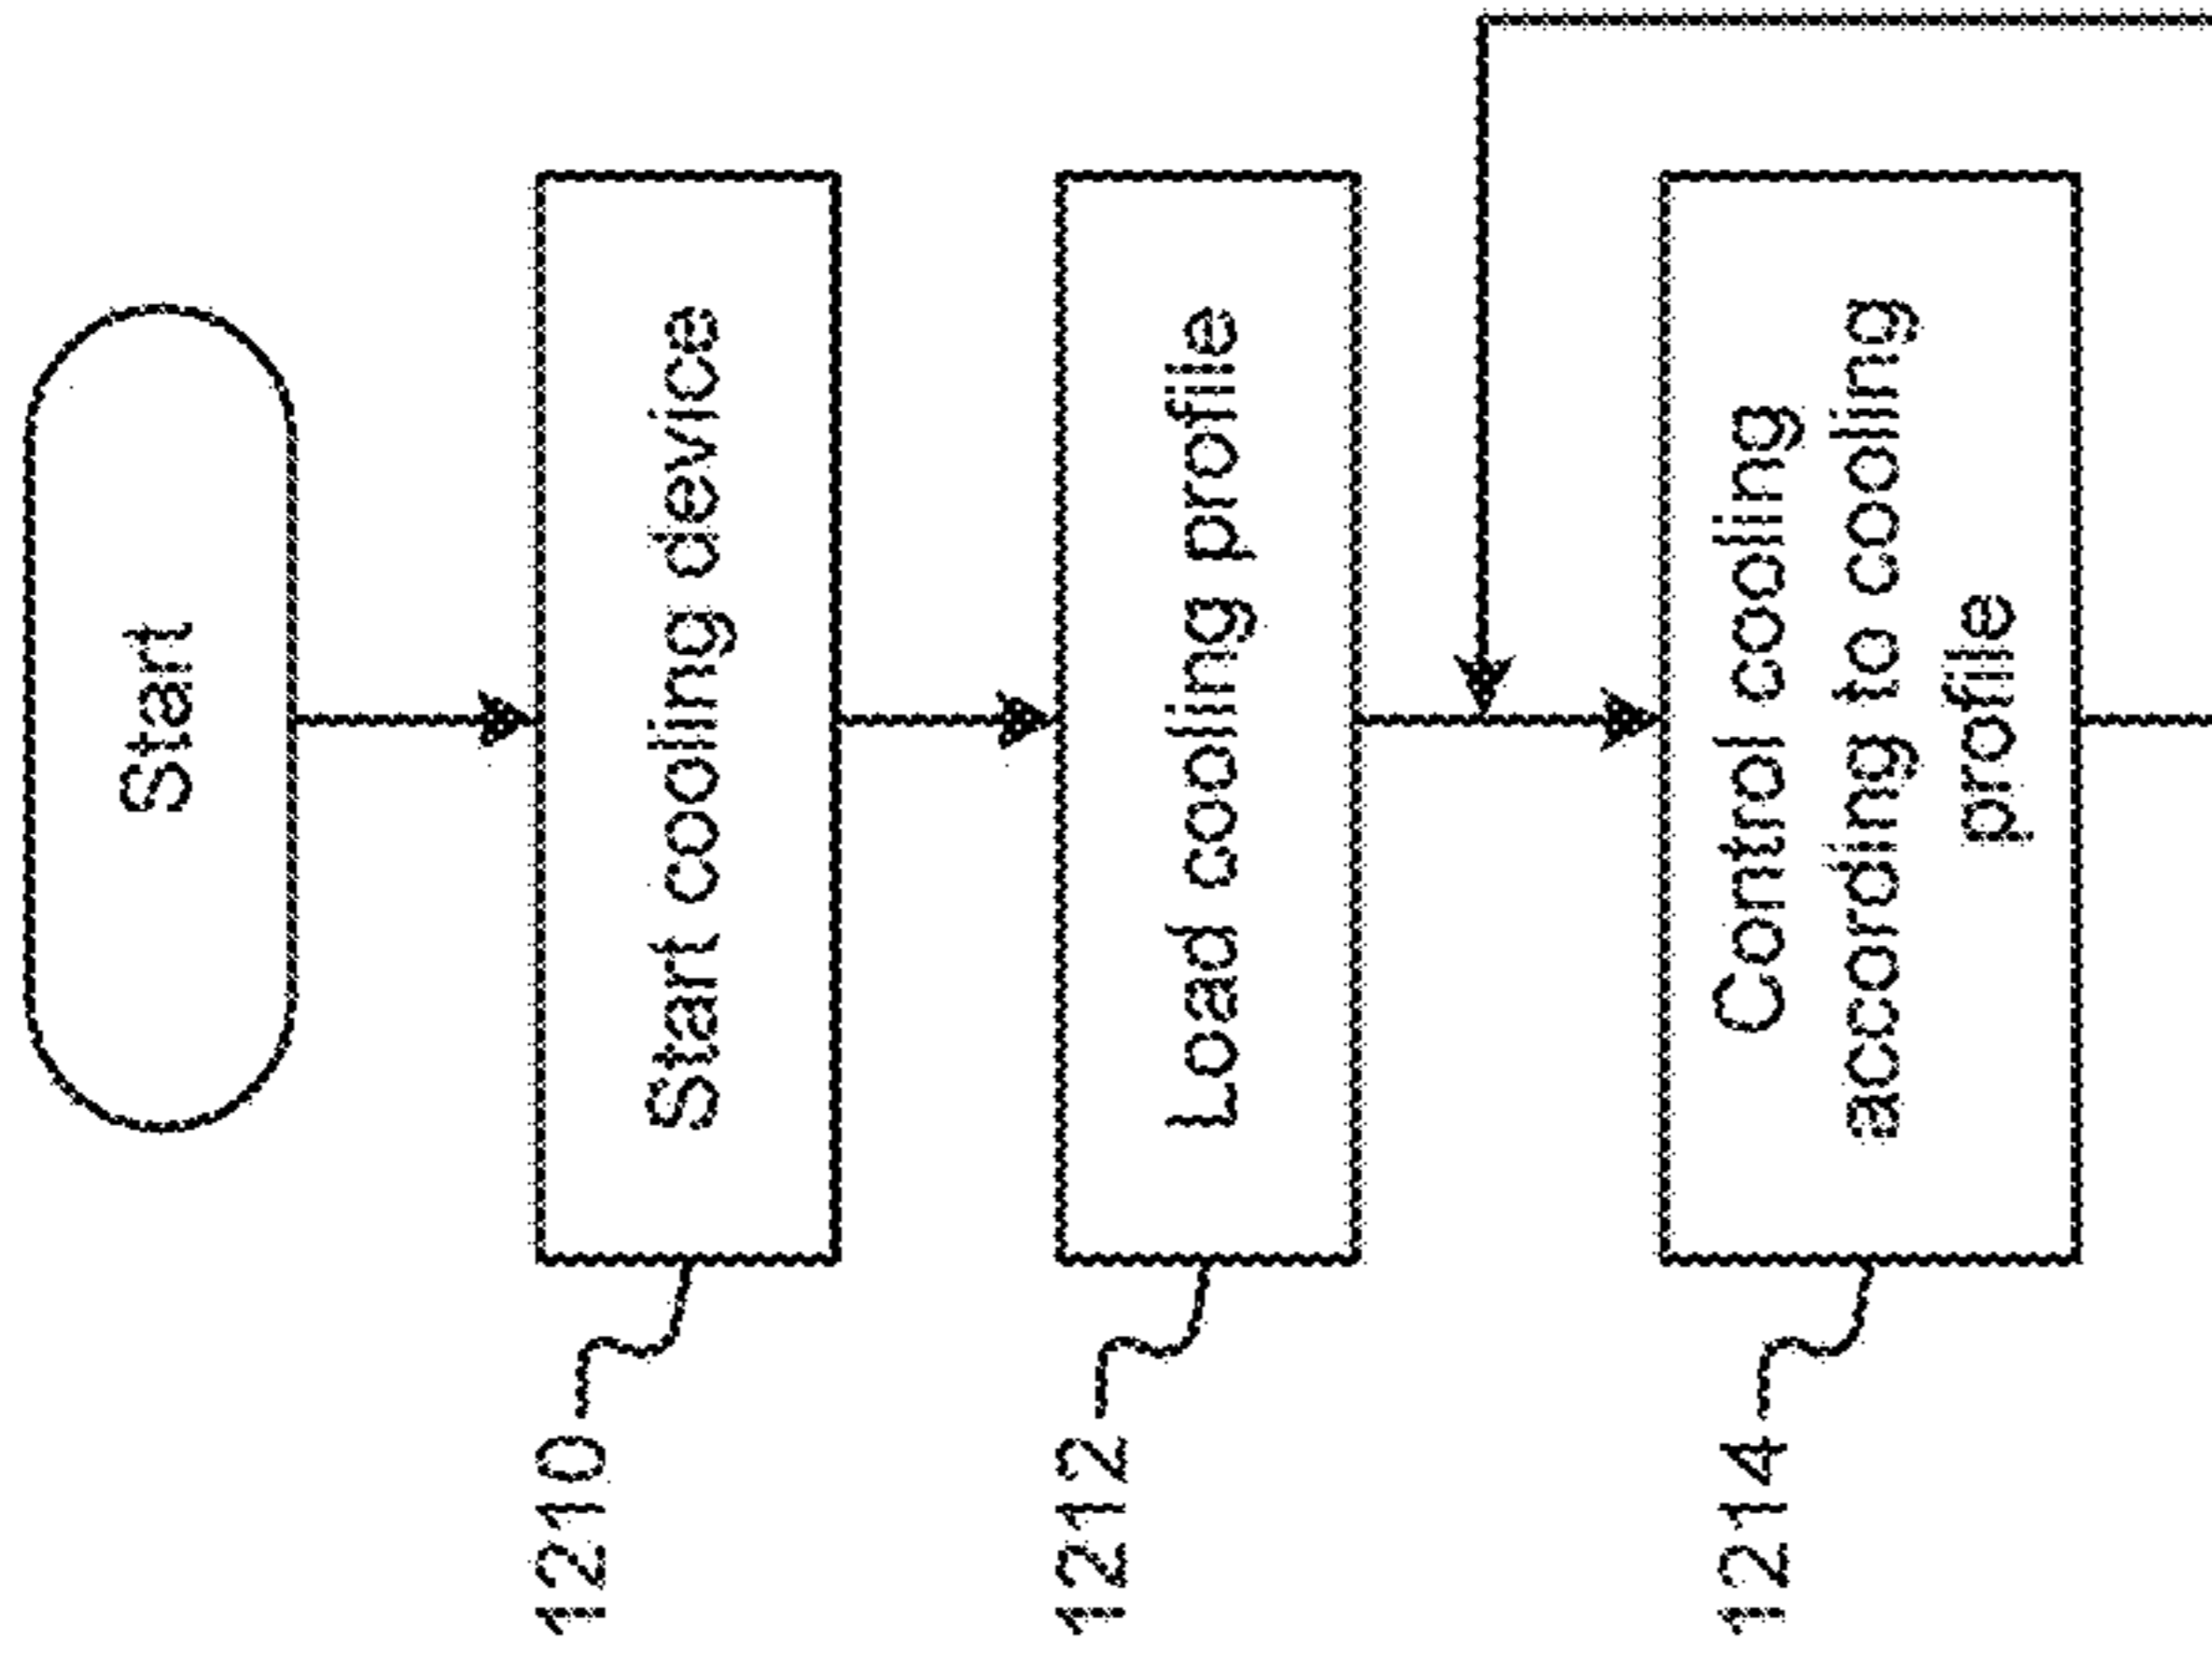 Start
1210
Start cooling device
1212
Load cooling profile
1214
Control cooling
according to cooling
profile